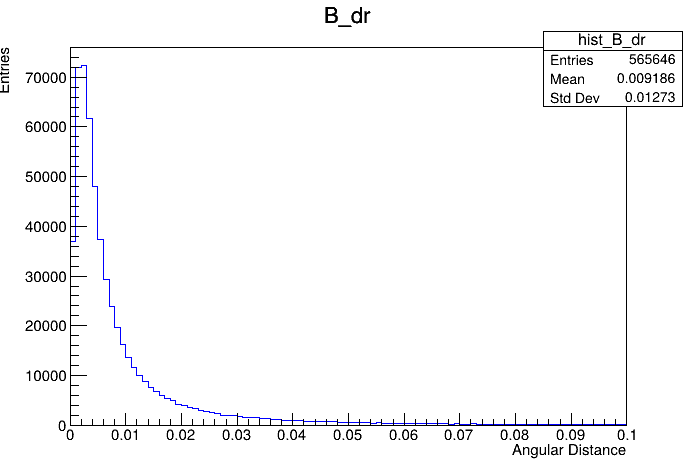 B_dr
hist_B_dr
Entries 565646
Mean 0.009186
Std Dev 0.01273
Entries
70000
60000
50000
40000
30000
20000
10000
0
0 0.01 0.02 0.03 0.04 0.05 0.06 0.07 0.08 0.09 0.1
Angular Distance